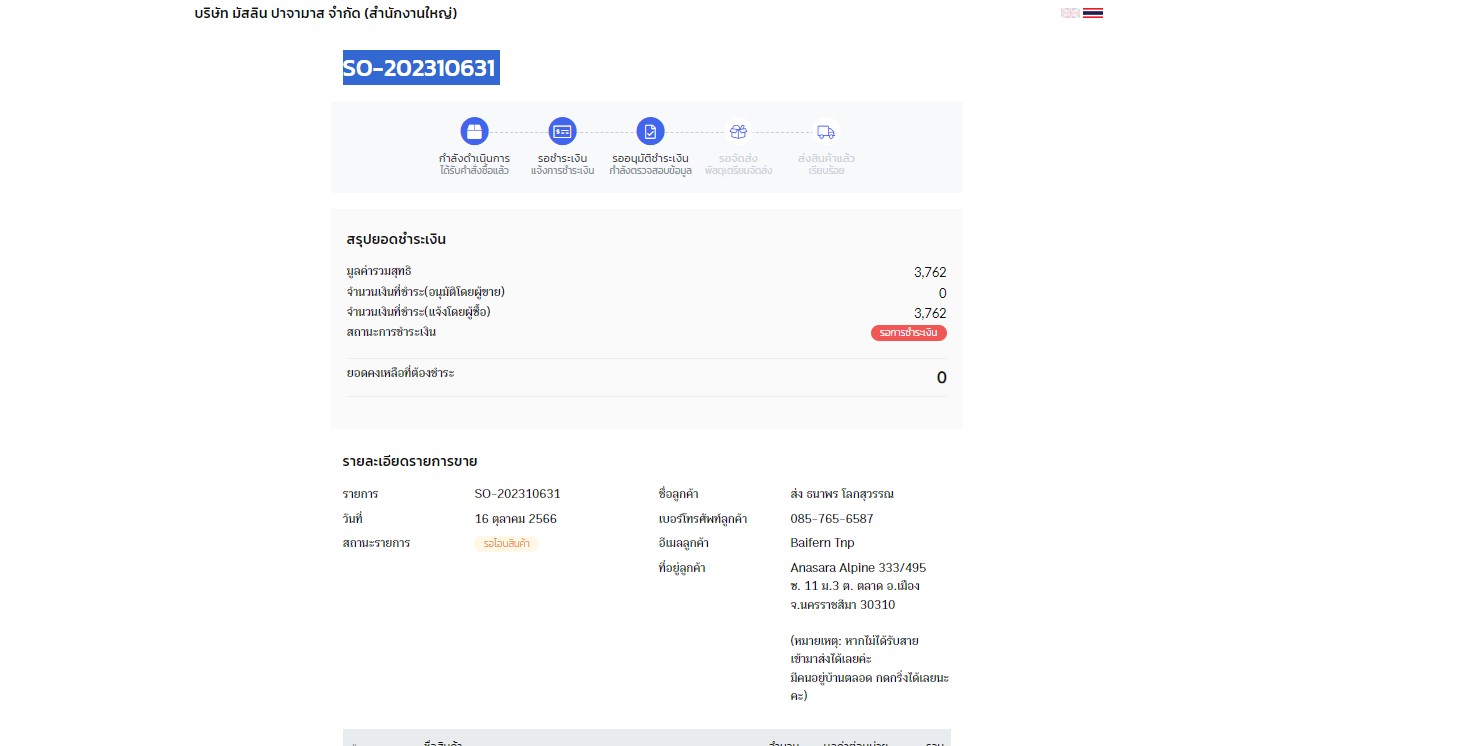 บริษัท มัสลิน ปาจามาส จำกัด (สำนักงานใหญ่)
SO-202310631
กำลังดำเนินการ
ได้รับคำสั่งซื้อแล้ว
รอชำระเงิน
แจ้งการชำระเงิน
รออนุมัติชำระเงิน
กำลังตรวจสอบข้อมูล
รอจัดส่ง
พัสดุเตรียมจัดส่ง
ส่งสินค้าแล้ว
เรียบร้อย
สรุปยอดชำระเงิน
มูลค่ารวมสุทธิ 3,762
จำนวนเงินที่ชำระ(อนุมัติโดยผู้ขาย) 0
จำนวนเงินที่ชำระ(แจ้งโดยผู้ซื้อ) 3,762
สถานะการชำระเงิน รอการชำระเงิน
ยอดคงเหลือที่ต้องชำระ 0
รายละเอียดรายการขาย
รายการ SO-202310631
วันที่ 16 ตุลาคม 2566
สถานะรายการ รอโอนสินค้า
ชื่อลูกค้า ส่ง ธนาพร โลกสุวรรณ
เบอร์โทรศัพท์ลูกค้า 085-765-6587
อีเมลลูกค้า Baifern Tnp
ที่อยู่ลูกค้า Anasara Alpine 333/495
ซ. 11 ม.3 ต. ตลาด อ.เมือง
จ.นครราชสีมา 30310
(หมายเหตุ: หากไม่ได้รับสาย
เข้ามาส่งได้เลยค่ะ
มีคนอยู่บ้านตลอด กดกริ่งได้เลยนะ
คะ)